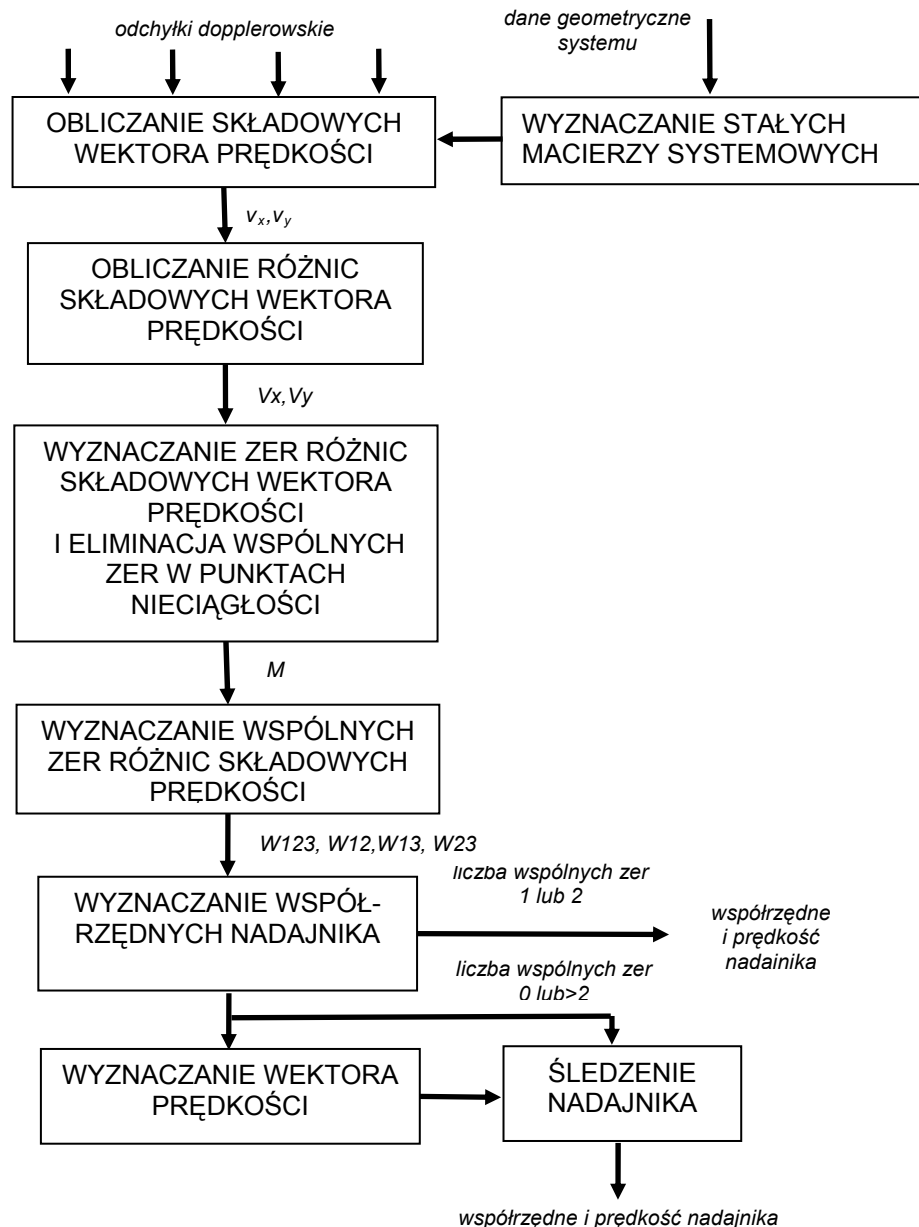 odchyłki dopplerowskie
dane geometryczne
systemu
OBLICZANIE SKŁADOWYCH
WEKTORA PRĘDKOŚCI
WYZNACZANIE STAŁYCH
MACIERZY SYSTEMOWYCH
vx,vy
OBLICZANIE RÓŻNIC
SKŁADOWYCH WEKTORA
PRĘDKOŚCI
Vx,Vy
WYZNACZANIE ZER RÓŻNIC
SKŁADOWYCH WEKTORA
PRĘDKOŚCI
I ELIMINACJA WSPÓLNYCH
ZER W PUNKTACH
NIECIĄGŁOŚCI
M
WYZNACZANIE WSPÓLNYCH
ZER RÓŻNIC SKŁADOWYCH
PRĘDKOŚCI
W123, W12,W13, W23
liczba wspólnych zer
1 lub 2
WYZNACZANIE WSPÓŁ-
RZĘDNYCH NADAJNIKA
współrzędne
i prędkość
nadajnika
liczba wspólnych zer
0 lub>2
WYZNACZANIE WEKTORA
PRĘDKOŚCI
ŚLEDZENIE
NADAJNIKA
współrzędne i prędkość nadajnika